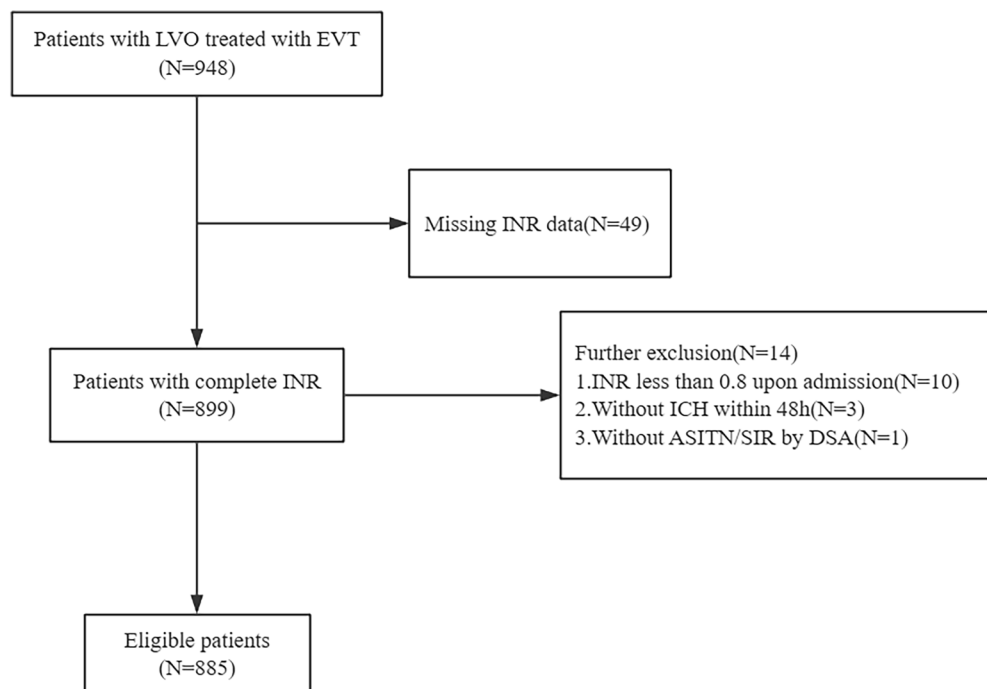 Patients with LVO treated with EVT
(N=948)
Missing INR data(N=49)
Patients with complete INR
(N=899)
Further exclusion(N=14)
1.INR less than 0.8 upon admission(N=10)
2.Without ICH within 48h(N=3)
3.Without ASITN/SIR by DSA(N=1)
Eligible patients
(N=885)